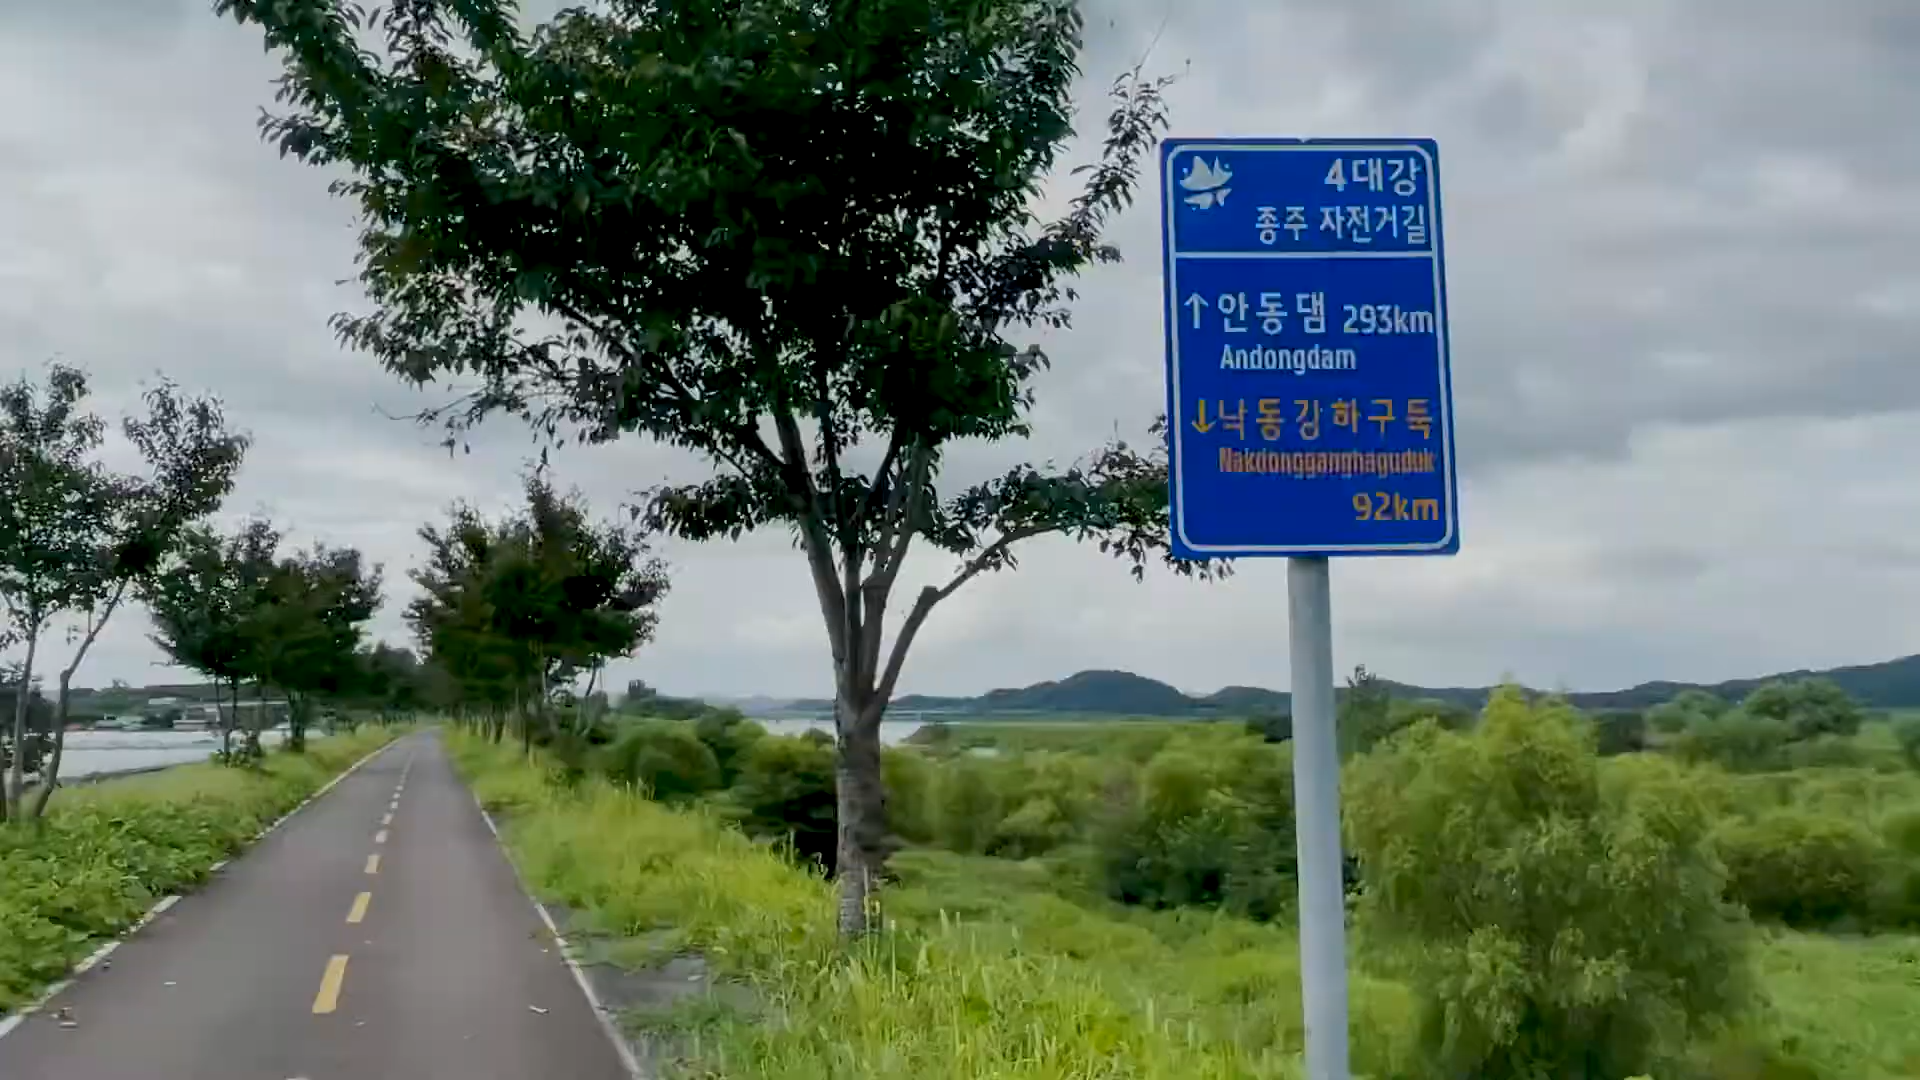 4대강
종주 자전거길
↑안동댐 293km
Andongdam
↓낙동강하구둑
Nakdongganghaguduk
92km